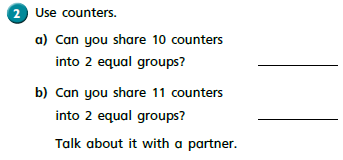 2 Use counters.
a) Can you share 10 counters
into 2 equal groups?
b) Can you share 11 counters
into 2 equal groups?
Talk about it with a partner.